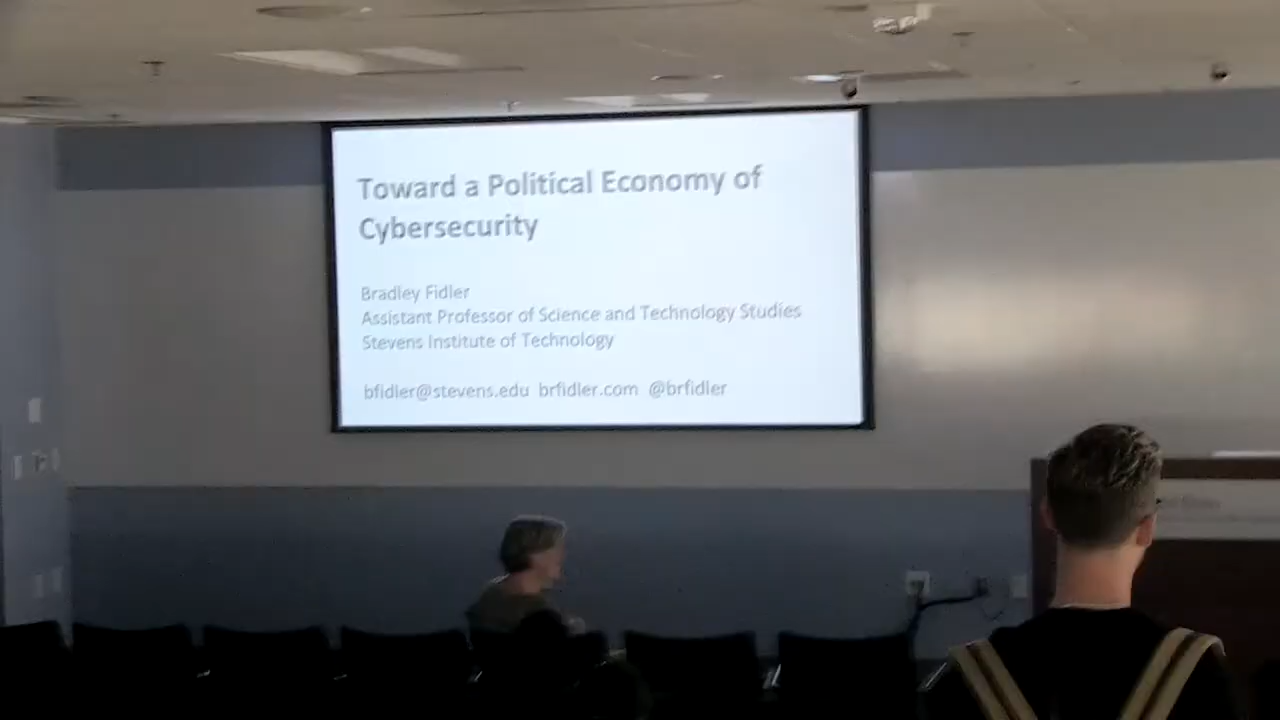 Toward a Political Economy of
Cybersecurity
Bradley Fidler
Assistant Professor of Science and Technology Studies
Stevens Institute of Technology
bfidler@stevens.edu brfidler.com @brfidler